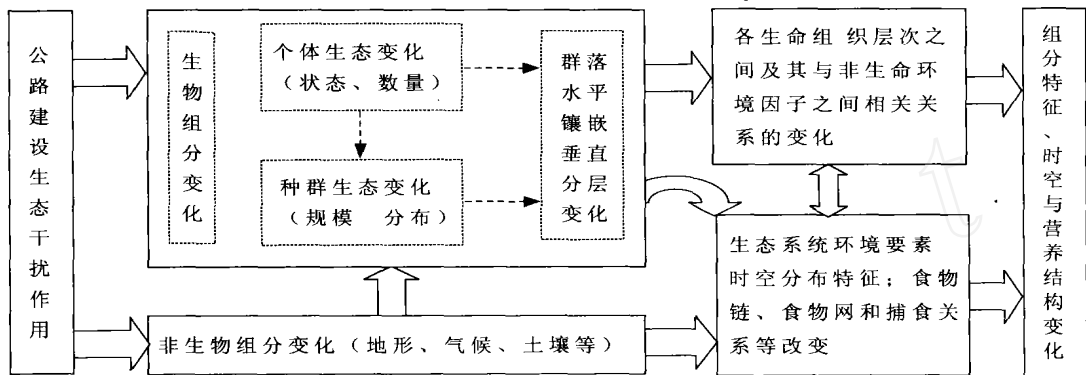 公路建设生态干扰作用
生物组分变化
个体生态变化
（状态、数量）
种群生态变化
（规模 分布）
群落
水平
镶嵌
垂直
分层
变化
非生物组分变化（地形、气候、土壤等）
各生命组 织层次之
间及其与非生命环
境因子之间相关关
系的变化
生态系统环境要素
时空分布特征；食物
链、食物网和捕食关
系等改变
组分特征、时空与营养结构变化
t